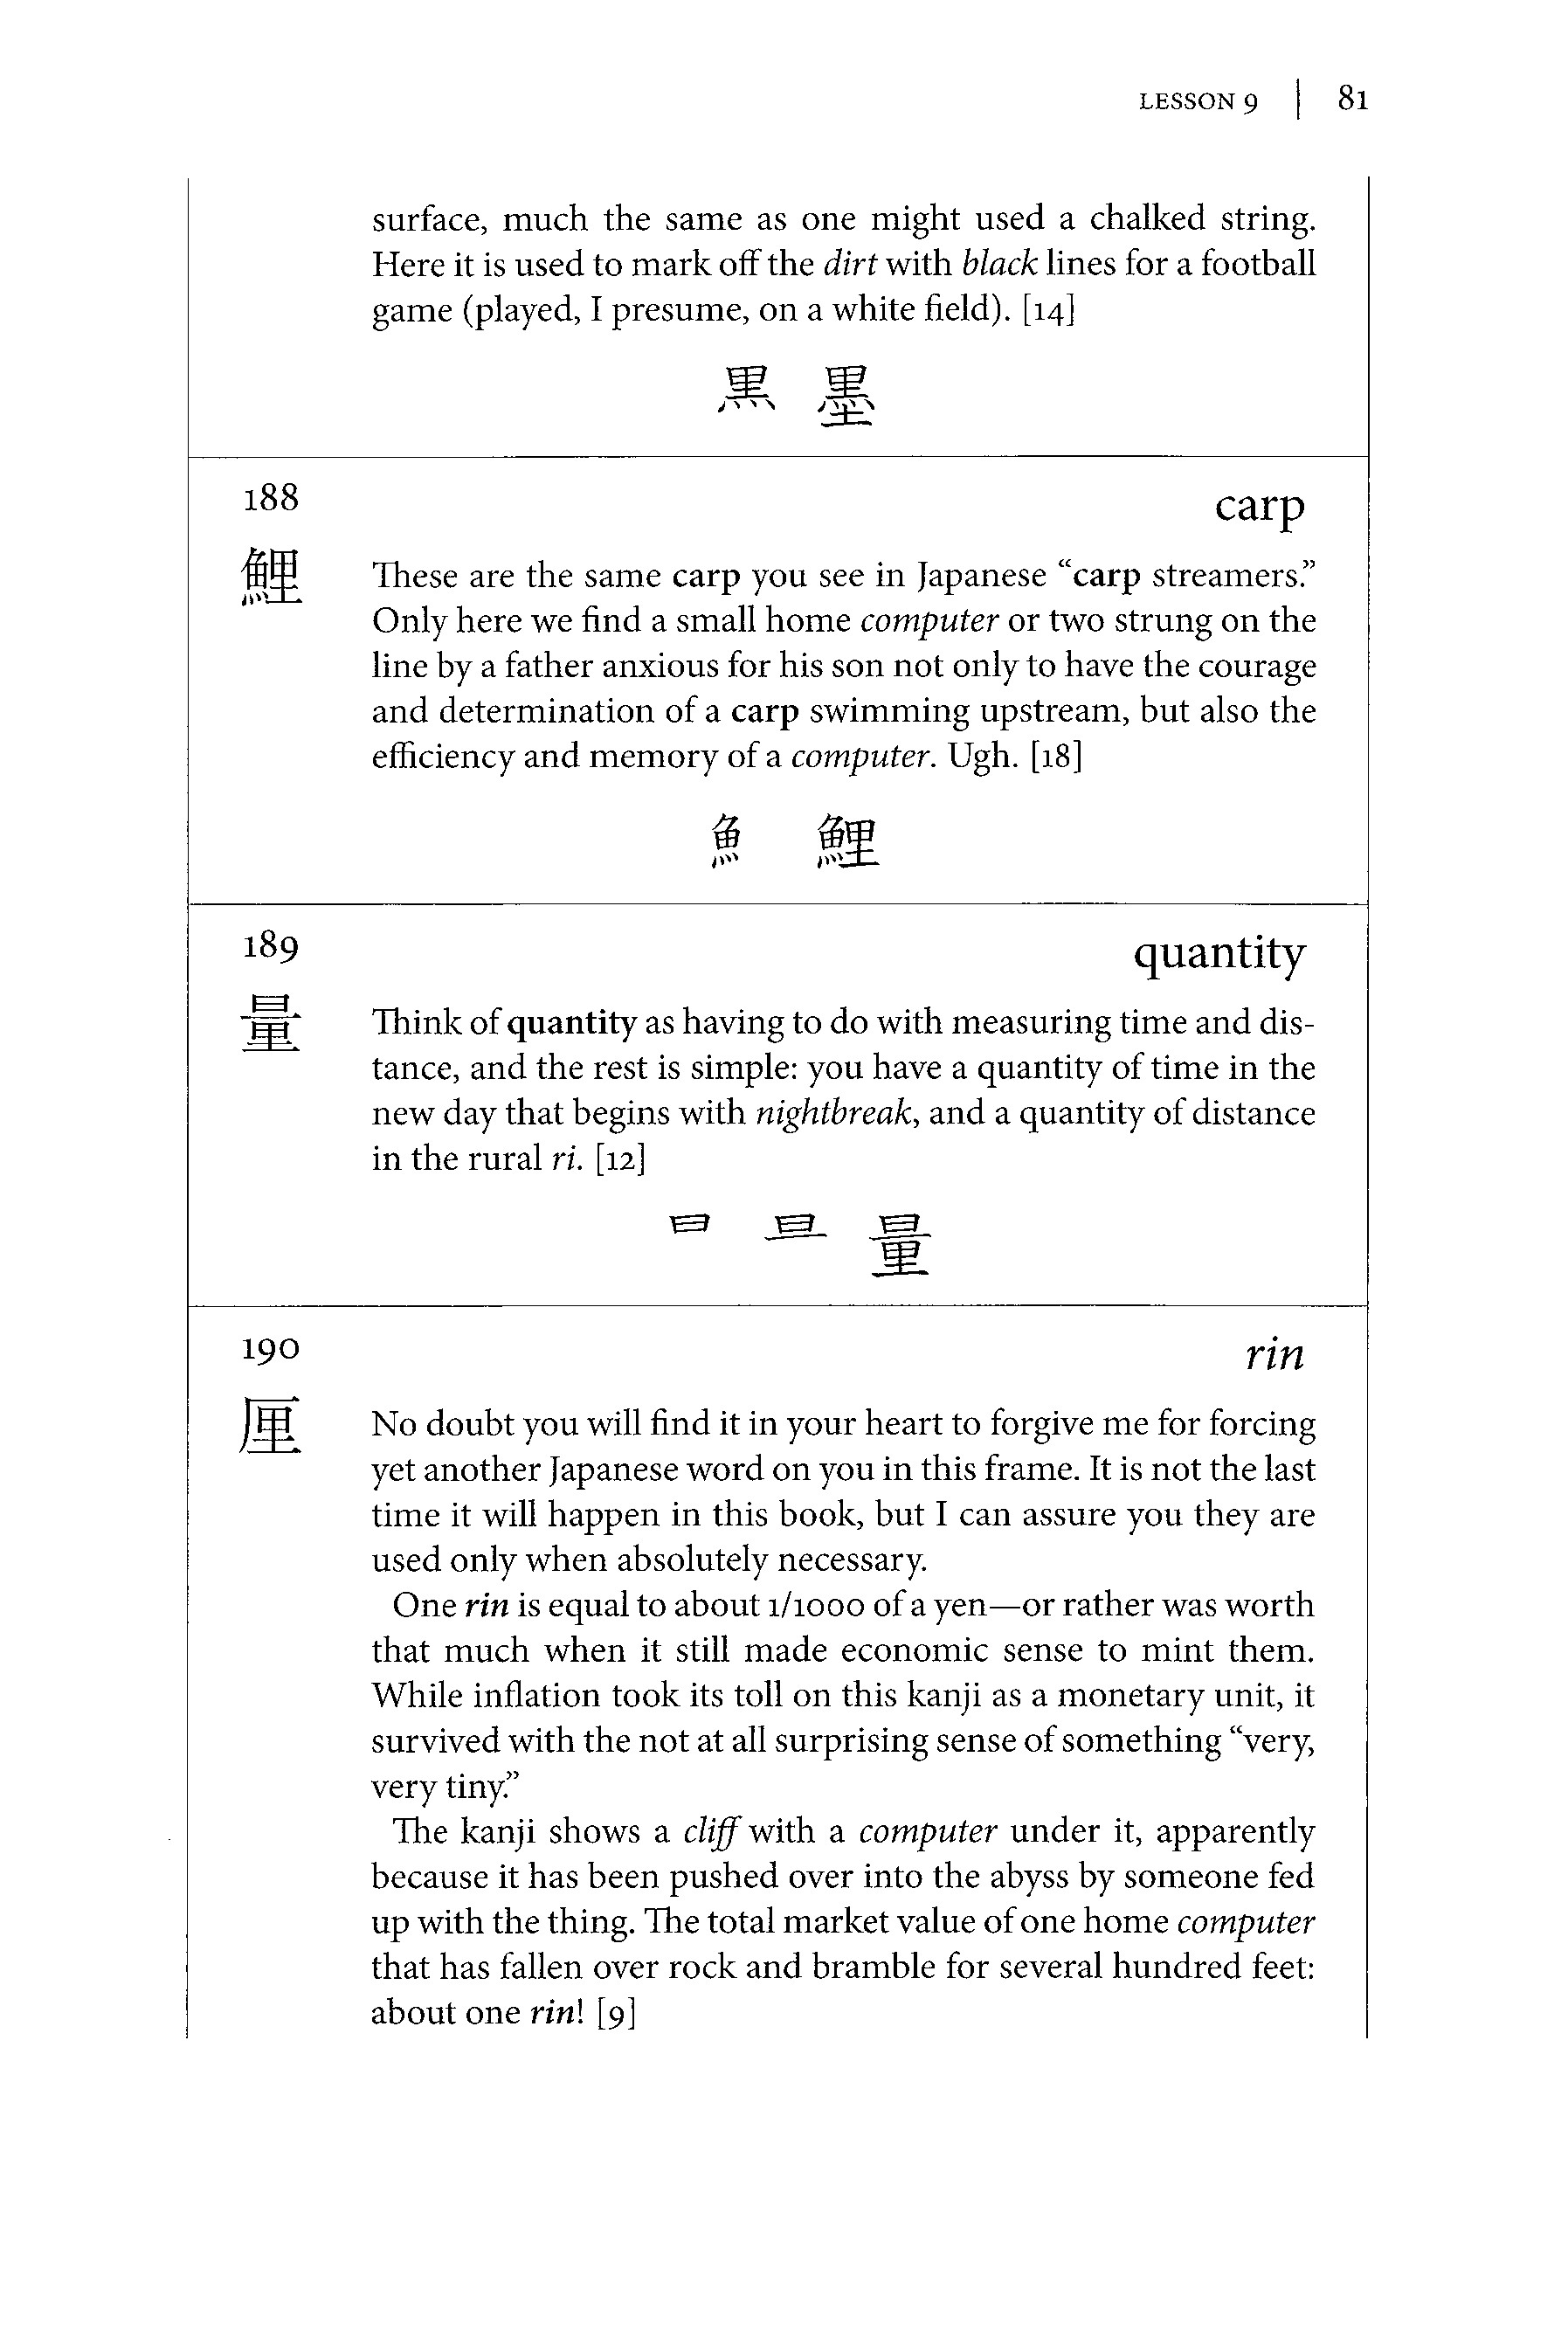 LESSON 9 | 81
surface, much the same as one might used a chalked string.
Here it is used to mark off the dirt with black lines for a football
game (played, I presume, on a white field). [14]
黒 墨
188
carp
鯉
These are the same carp you see in Japanese “carp streamers.”
Only here we find a small home computer or two strung on the
line by a father anxious for his son not only to have the courage
and determination of a carp swimming upstream, but also the
efficiency and memory of a computer. Ugh. [18]
魚 鯉
189
quantity
量
Think of quantity as having to do with measuring time and dis-
tance, and the rest is simple: you have a quantity of time in the
new day that begins with nightbreak, and a quantity of distance
in the rural ri. [12]
日 旦 量
190
rin
厘
No doubt you will find it in your heart to forgive me for forcing
yet another Japanese word on you in this frame. It is not the last
time it will happen in this book, but I can assure you they are
used only when absolutely necessary.
One rin is equal to about 1/1000 of a yen—or rather was worth
that much when it still made economic sense to mint them.
While inflation took its toll on this kanji as a monetary unit, it
survived with the not at all surprising sense of something “very,
very tiny.”
The kanji shows a cliff with a computer under it, apparently
because it has been pushed over into the abyss by someone fed
up with the thing. The total market value of one home computer
that has fallen over rock and bramble for several hundred feet:
about one rin! [9]